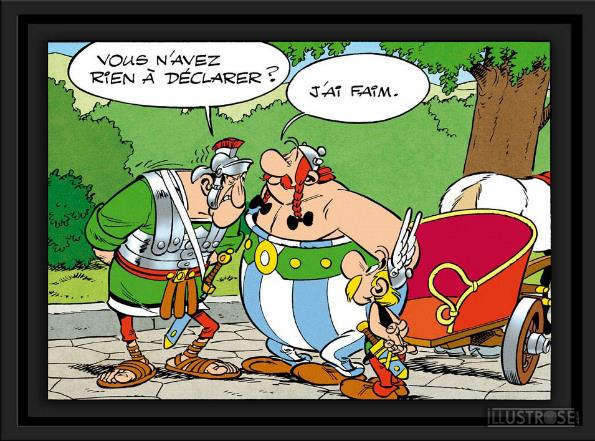 VOUS N'AVEZ
RIEN À DÉCLARER?
J'AI FAIM.
ILLUSTROSE